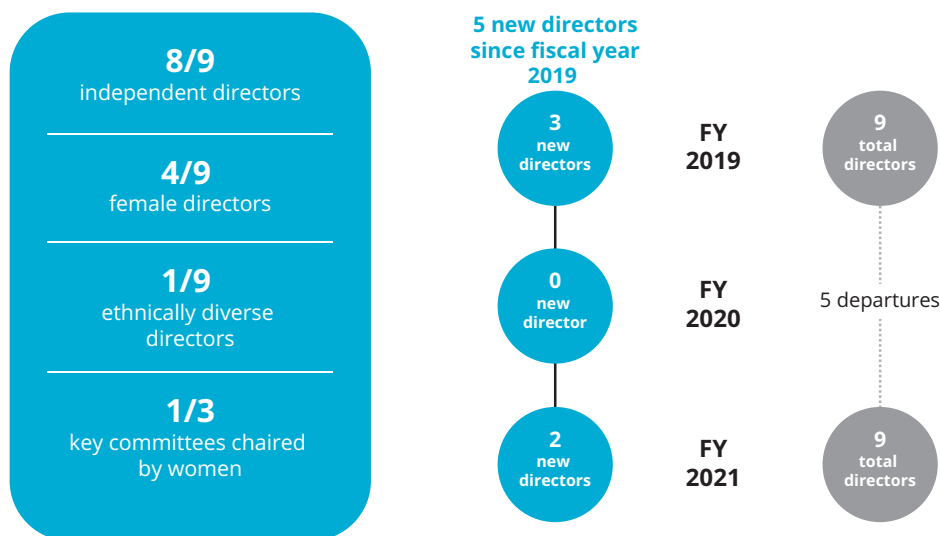 8/9
independent directors
4/9
female directors
1/9
ethnically diverse
directors
1/3
key committees chaired
by women
5 new directors
since fiscal year
2019
3
new
directors
FY
2019
9
total
directors
0
new
director
FY
2020
5 departures
2
new
directors
FY
2021
9
total
directors